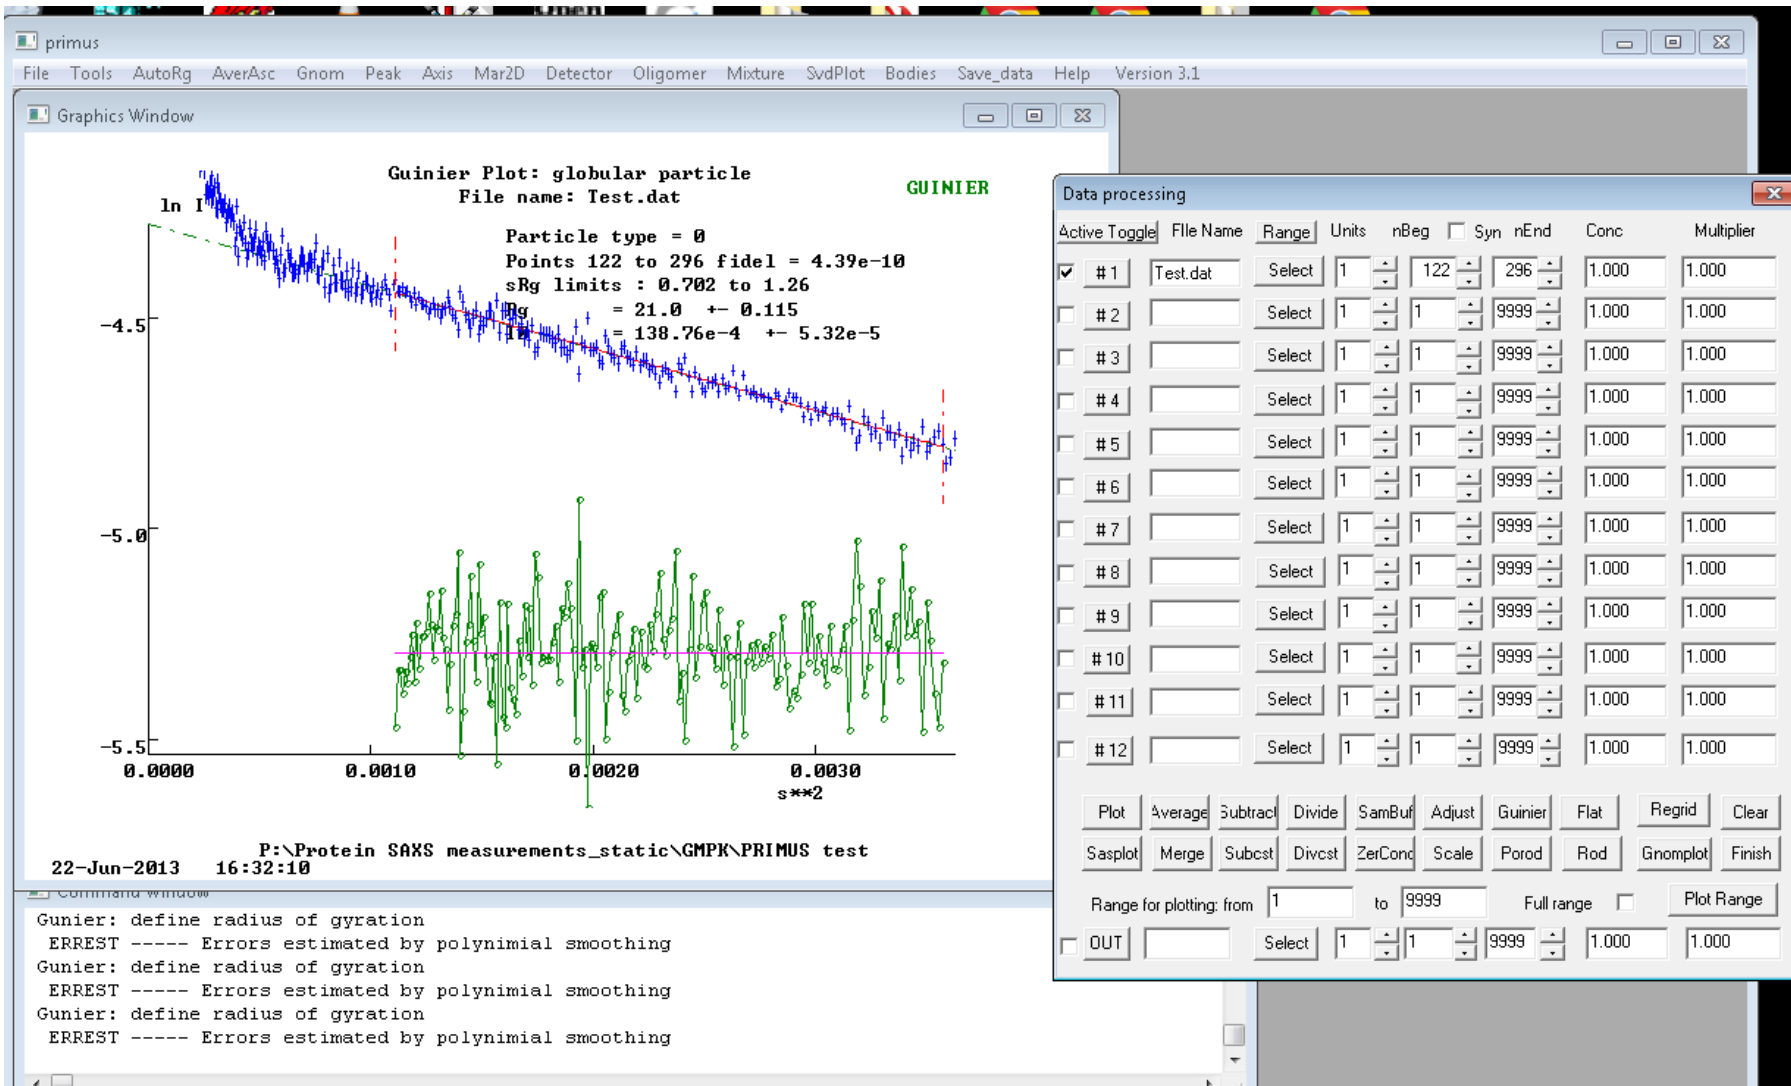 primus
File Tools AutoRg AverAsc Gnom Peak Axis Mar2D Detector Oligomer Mixture SvdPlot Bodies Save_data Help Version 3.1
Graphics Window
Guinier Plot: globular particle
File name: Test.dat
GUINIER
ln I
Particle type = 0
Points 122 to 296 fidel = 4.39e-10
sRg limits : 0.702 to 1.26
Rg = 21.0 +- 0.115
I0 = 138.76e-4 +- 5.32e-5
-4.5
-5.0
-5.5
0.0000 0.0010 0.0020 0.0030
s**2
P:\Protein SAXS measurements_static\GMPK\PRIMUS test
22-Jun-2013 16:32:10
Command Window
Gunier: define radius of gyration
ERREST ----- Errors estimated by polynimial smoothing
Gunier: define radius of gyration
ERREST ----- Errors estimated by polynimial smoothing
Gunier: define radius of gyration
ERREST ----- Errors estimated by polynimial smoothing
Data processing
Active Toggle FIle Name Range Units nBeg Syn nEnd Conc Multiplier
#1 Test.dat Select 1 122 296 1.000 1.000
#2 Select 1 1 9999 1.000 1.000
#3 Select 1 1 9999 1.000 1.000
#4 Select 1 1 9999 1.000 1.000
#5 Select 1 1 9999 1.000 1.000
#6 Select 1 1 9999 1.000 1.000
#7 Select 1 1 9999 1.000 1.000
#8 Select 1 1 9999 1.000 1.000
#9 Select 1 1 9999 1.000 1.000
#10 Select 1 1 9999 1.000 1.000
#11 Select 1 1 9999 1.000 1.000
#12 Select 1 1 9999 1.000 1.000
Plot Average Subtract Divide SamBuf Adjust Guinier Flat Regrid Clear
Sasplot Merge Subcst Divcst ZerConc Scale Porod Rod Gnomplot Finish
Range for plotting: from 1 to 9999 Full range Plot Range
OUT Select 1 1 9999 1.000 1.000